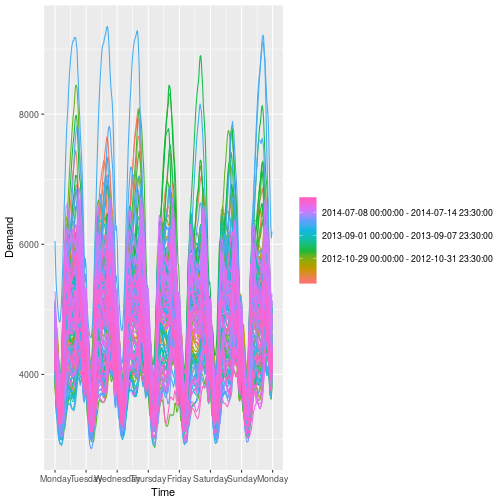 8000
6000
4000
Demand
Monday Tuesday Wednesday Thursday Friday Saturday Sunday Monday
Time
2014-07-08 00:00:00 - 2014-07-14 23:30:00
2013-09-01 00:00:00 - 2013-09-07 23:30:00
2012-10-29 00:00:00 - 2012-10-31 23:30:00